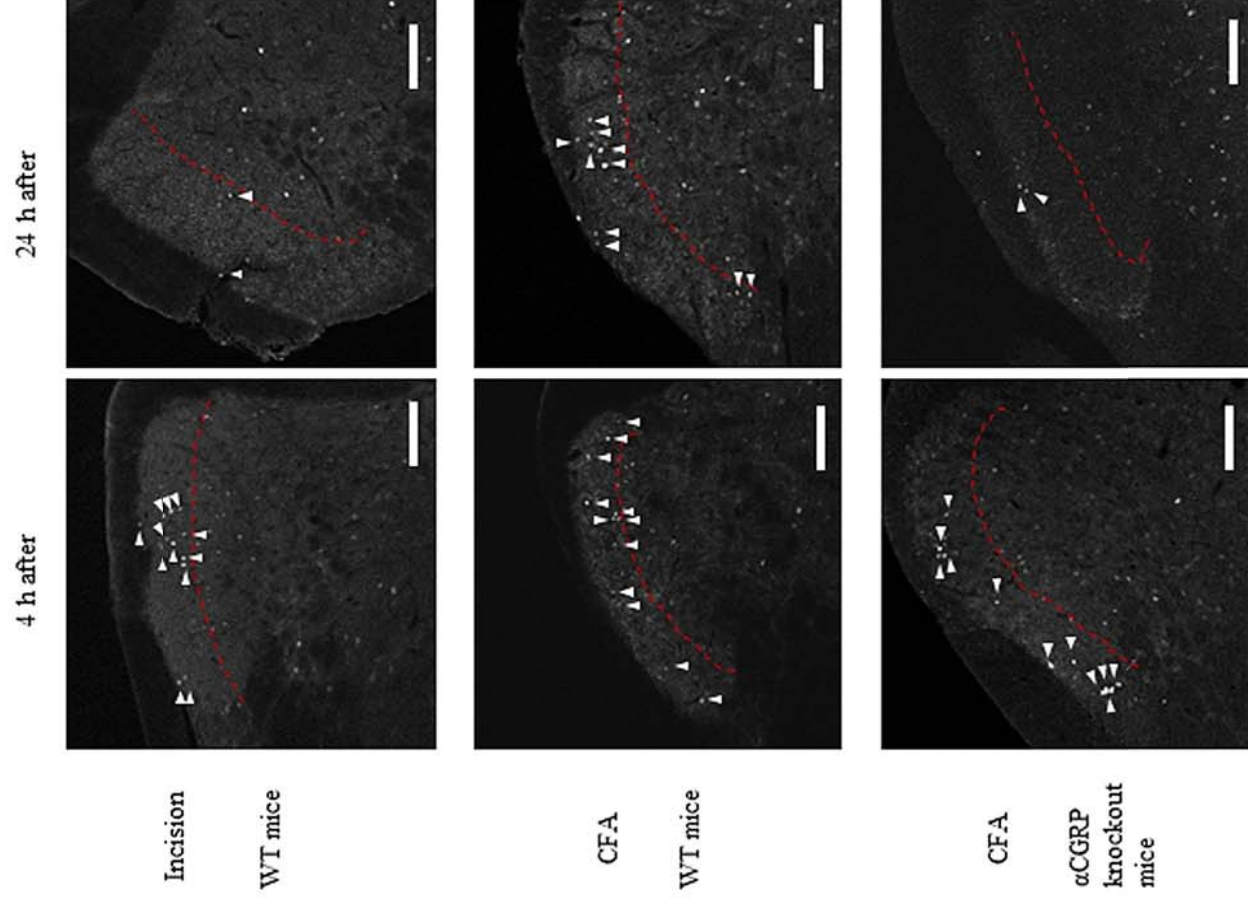 4 h after
24 h after
Incision
WT mice
CFA
WT mice
CFA
αCGRP
knockout
mice